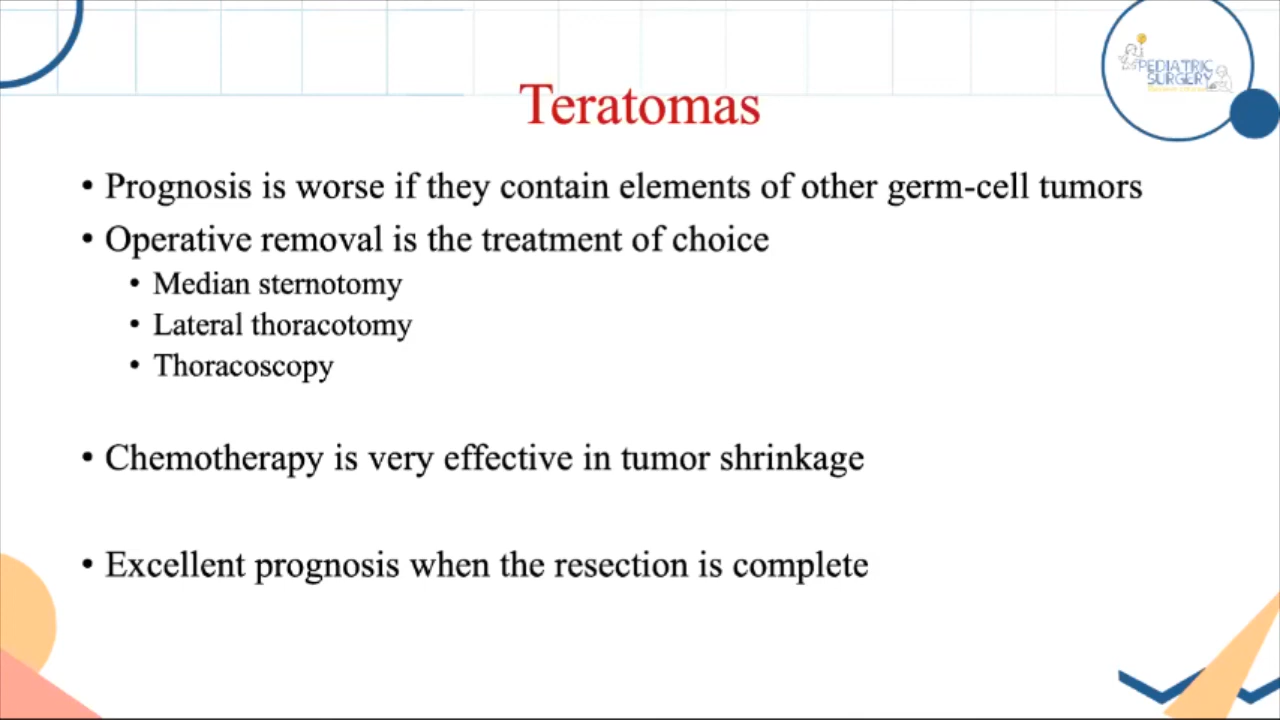 PEDIATRIC
SURGERY
Teratomas
• Prognosis is worse if they contain elements of other germ-cell tumors
• Operative removal is the treatment of choice
• Median sternotomy
• Lateral thoracotomy
• Thoracoscopy
• Chemotherapy is very effective in tumor shrinkage
• Excellent prognosis when the resection is complete